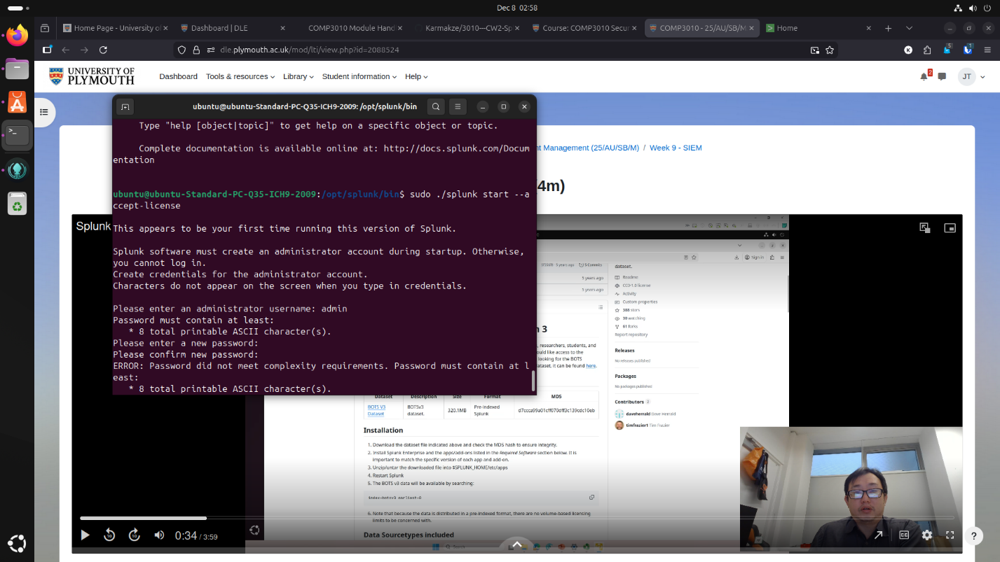 Dec 8 02:58
Home Page - University of
Dashboard | DLE
COMP3010 Module Hand
Karmakze/3010---CW2-Sp
Course: COMP3010 Secur
COMP3010 - 25/AU/SB/M
Home
dle.plymouth.ac.uk/mod/lti/view.php?id=2088524
K
5
1
UNIVERSITY OF
PLYMOUTH
Dashboard
Tools & resources
Library
Student information
Help
2
JT
ubuntu@ubuntu-Standard-PC-Q35-ICH9-2009: /opt/splunk/bin
Type "help [object|topic]" to get help on a specific object or topic.
Complete documentation is available online at: http://docs.splunk.com/Docum
entation
ubuntu@ubuntu-Standard-PC-Q35-ICH9-2009:/opt/splunk/bin$ sudo ./splunk start --a
ccept-license
This appears to be your first time running this version of Splunk.
Splunk software must create an administrator account during startup. Otherwise,
you cannot log in.
Create credentials for the administrator account.
Characters do not appear on the screen when you type in credentials.
Please enter an administrator username: admin
Password must contain at least:
* 8 total printable ASCII character(s).
Please enter a new password:
Please confirm new password:
ERROR: Password did not meet complexity requirements. Password must contain at l
east:
* 8 total printable ASCII character(s).
nt Management (25/AU/SB/M) / Week 9 - SIEM
(4m)
Splunk
Sign in
5 years ago
5 Commits
5 years ago
5 years ago
dataset.
Readme
CC0-1.0 license
Activity
Custom properties
388 stars
30 watching
61 forks
Report repository
Releases
No releases published
Packages
No packages published
Contributors 2
daveherrald Dave Herrald
timfrazier1 Tim Frazier
n 3
, researchers, students, and
ould like access to the
looking for the BOTS
dataset, it can be found here.
Dataset Description Size Format MD5
BOTS V3 Dataset
BOTSv3 dataset.
320.1MB
Pre-indexed Splunk
d7ccca99a01cff070dff3c139cdc10eb
Installation
1. Download the dataset file indicated above and check the MD5 hash to ensure integrity.
2. Install Splunk Enterprise and the apps/add-ons listed in the Required Software section below. It is
important to match the specific version of each app and add-on.
3. Unzip/untar the downloaded file into $SPLUNK_HOME/etc/apps
4. Restart Splunk
5. The BOTS v3 data will be available by searching:
index=botsv3 earliest=0
6. Note that because the data is distributed in a pre-indexed format, there are no volume-based licensing
limits to be concerned with.
Data Sourcetypes included
Search
10
10
0:34 / 3:59
CC
?